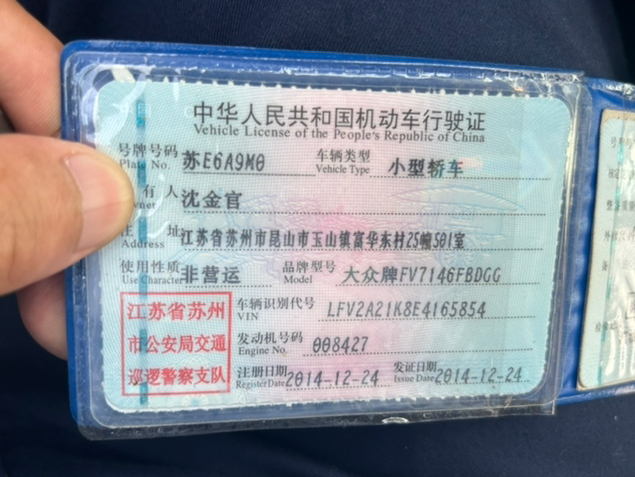 中华人民共和国机动车行驶证
Vehicle License of the People's Republic of China
号牌号码 苏E6A9M0 车辆类型 小型轿车
Plate No. Vehicle Type
有人 沈金官
Owner
住址 江苏省苏州市昆山市玉山镇富华东村25幢501室
Address
使用性质 非营运 品牌型号 大众牌FV7146FBDGG
Use Character Model
江苏省苏州 车辆识别代号 LFV2A21K8E4165854
VIN
市公安局交通 发动机号码 008427
Engine No.
巡逻警察支队 注册日期 2014-12-24 发证日期 2014-12-24
Register Date Issue Date